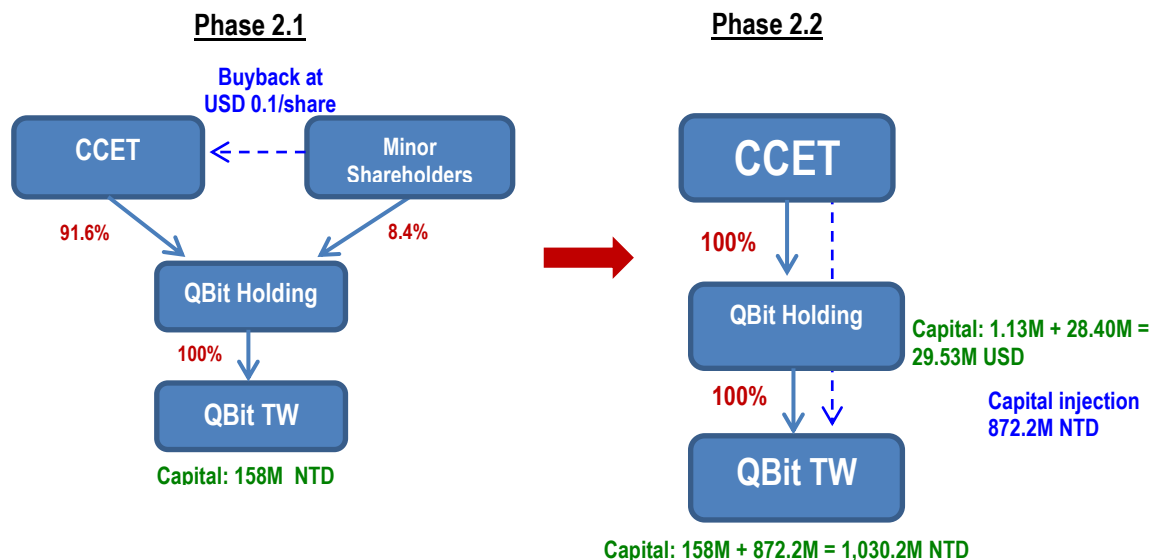 Phase 2.1
Buyback at
USD 0.1/share
CCET
Minor
Shareholders
91.6%
8.4%
QBit Holding
100%
QBit TW
Capital: 158M NTD
Phase 2.2
CCET
100%
QBit Holding
Capital: 1.13M + 28.40M =
29.53M USD
100%
Capital injection
872.2M NTD
QBit TW
Capital: 158M + 872.2M = 1,030.2M NTD